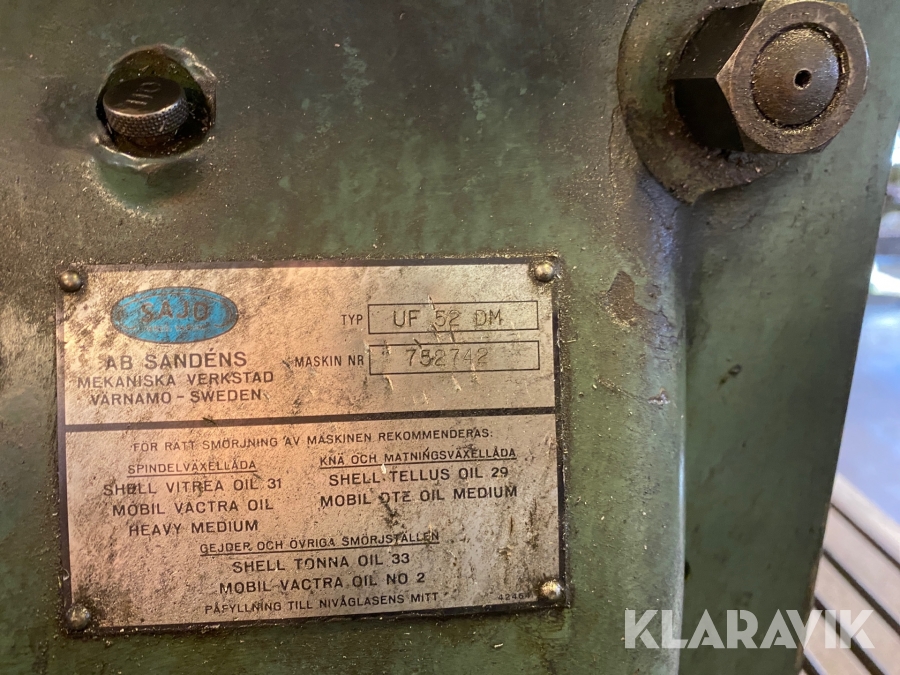 SAJO
AB SANDÉNS
MEKANISKA VERKSTAD
VÄRNAMO - SWEDEN
TYP UF 52 DM
MASKIN NR 752742
FÖR RÄTT SMÖRJNING AV MASKINEN REKOMMENDERAS:
SPINDELVÄXELLÅDA
SHELL VITREA OIL 31
MOBIL VACTRA OIL
HEAVY MEDIUM
KNÄ OCH MATNINGSVÄXELLÅDA
SHELL TELLUS OIL 29
MOBIL DTE OIL MEDIUM
GEJDER OCH ÖVRIGA SMÖRJSTÄLLEN
SHELL TONNA OIL 33
MOBIL VACTRA OIL NO 2
PÅFYLLNING TILL NIVÅGLASENS MITT
OIL
KLARAVIK